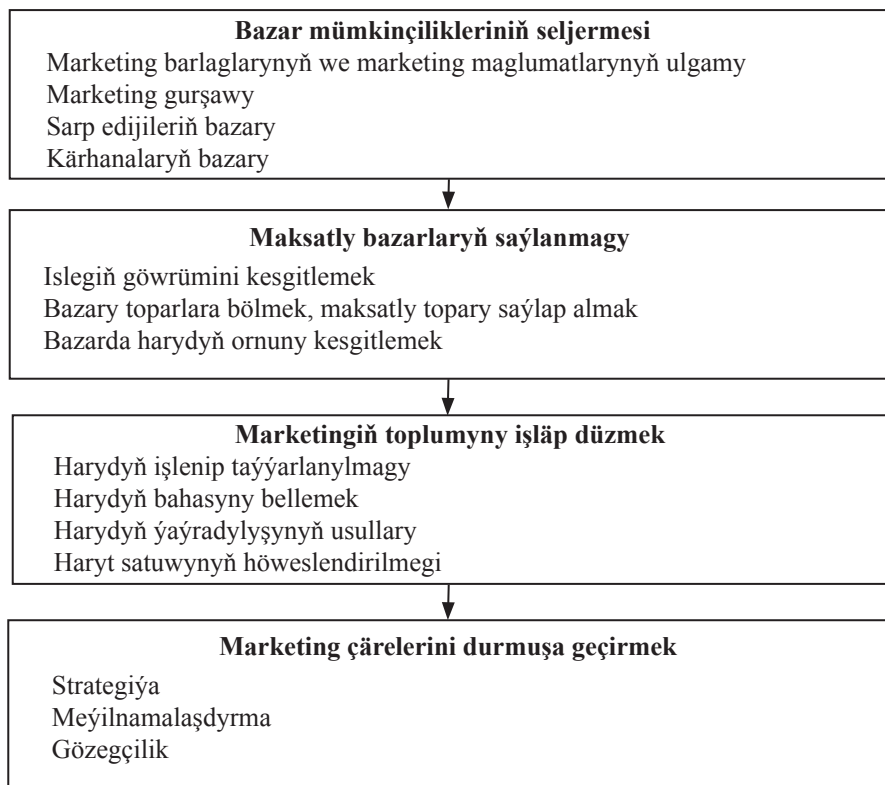 Bazar mümkinçilikleriniň seljermesi
Marketing barlaglarynyň we marketing maglumatlarynyň ulgamy
Marketing gurşawy
Sarp edijileriň bazary
Kärhanalaryň bazary
Maksatly bazarlaryň saýlanmagy
Islegiň göwrümini kesgitlemek
Bazary toparlara bölmek, maksatly topary saýlap almak
Bazarda harydyň ornuny kesgitlemek
Marketingiň toplumyny işläp düzmek
Harydyň işlenip taýýarlanylmagy
Harydyň bahasyny bellemek
Harydyň ýaýradylyşynyň usullary
Haryt satuwynyň höweslendirilmegi
Marketing çärelerini durmuşa geçirmek
Strategiýa
Meýilnamalaşdyrma
Gözegçilik